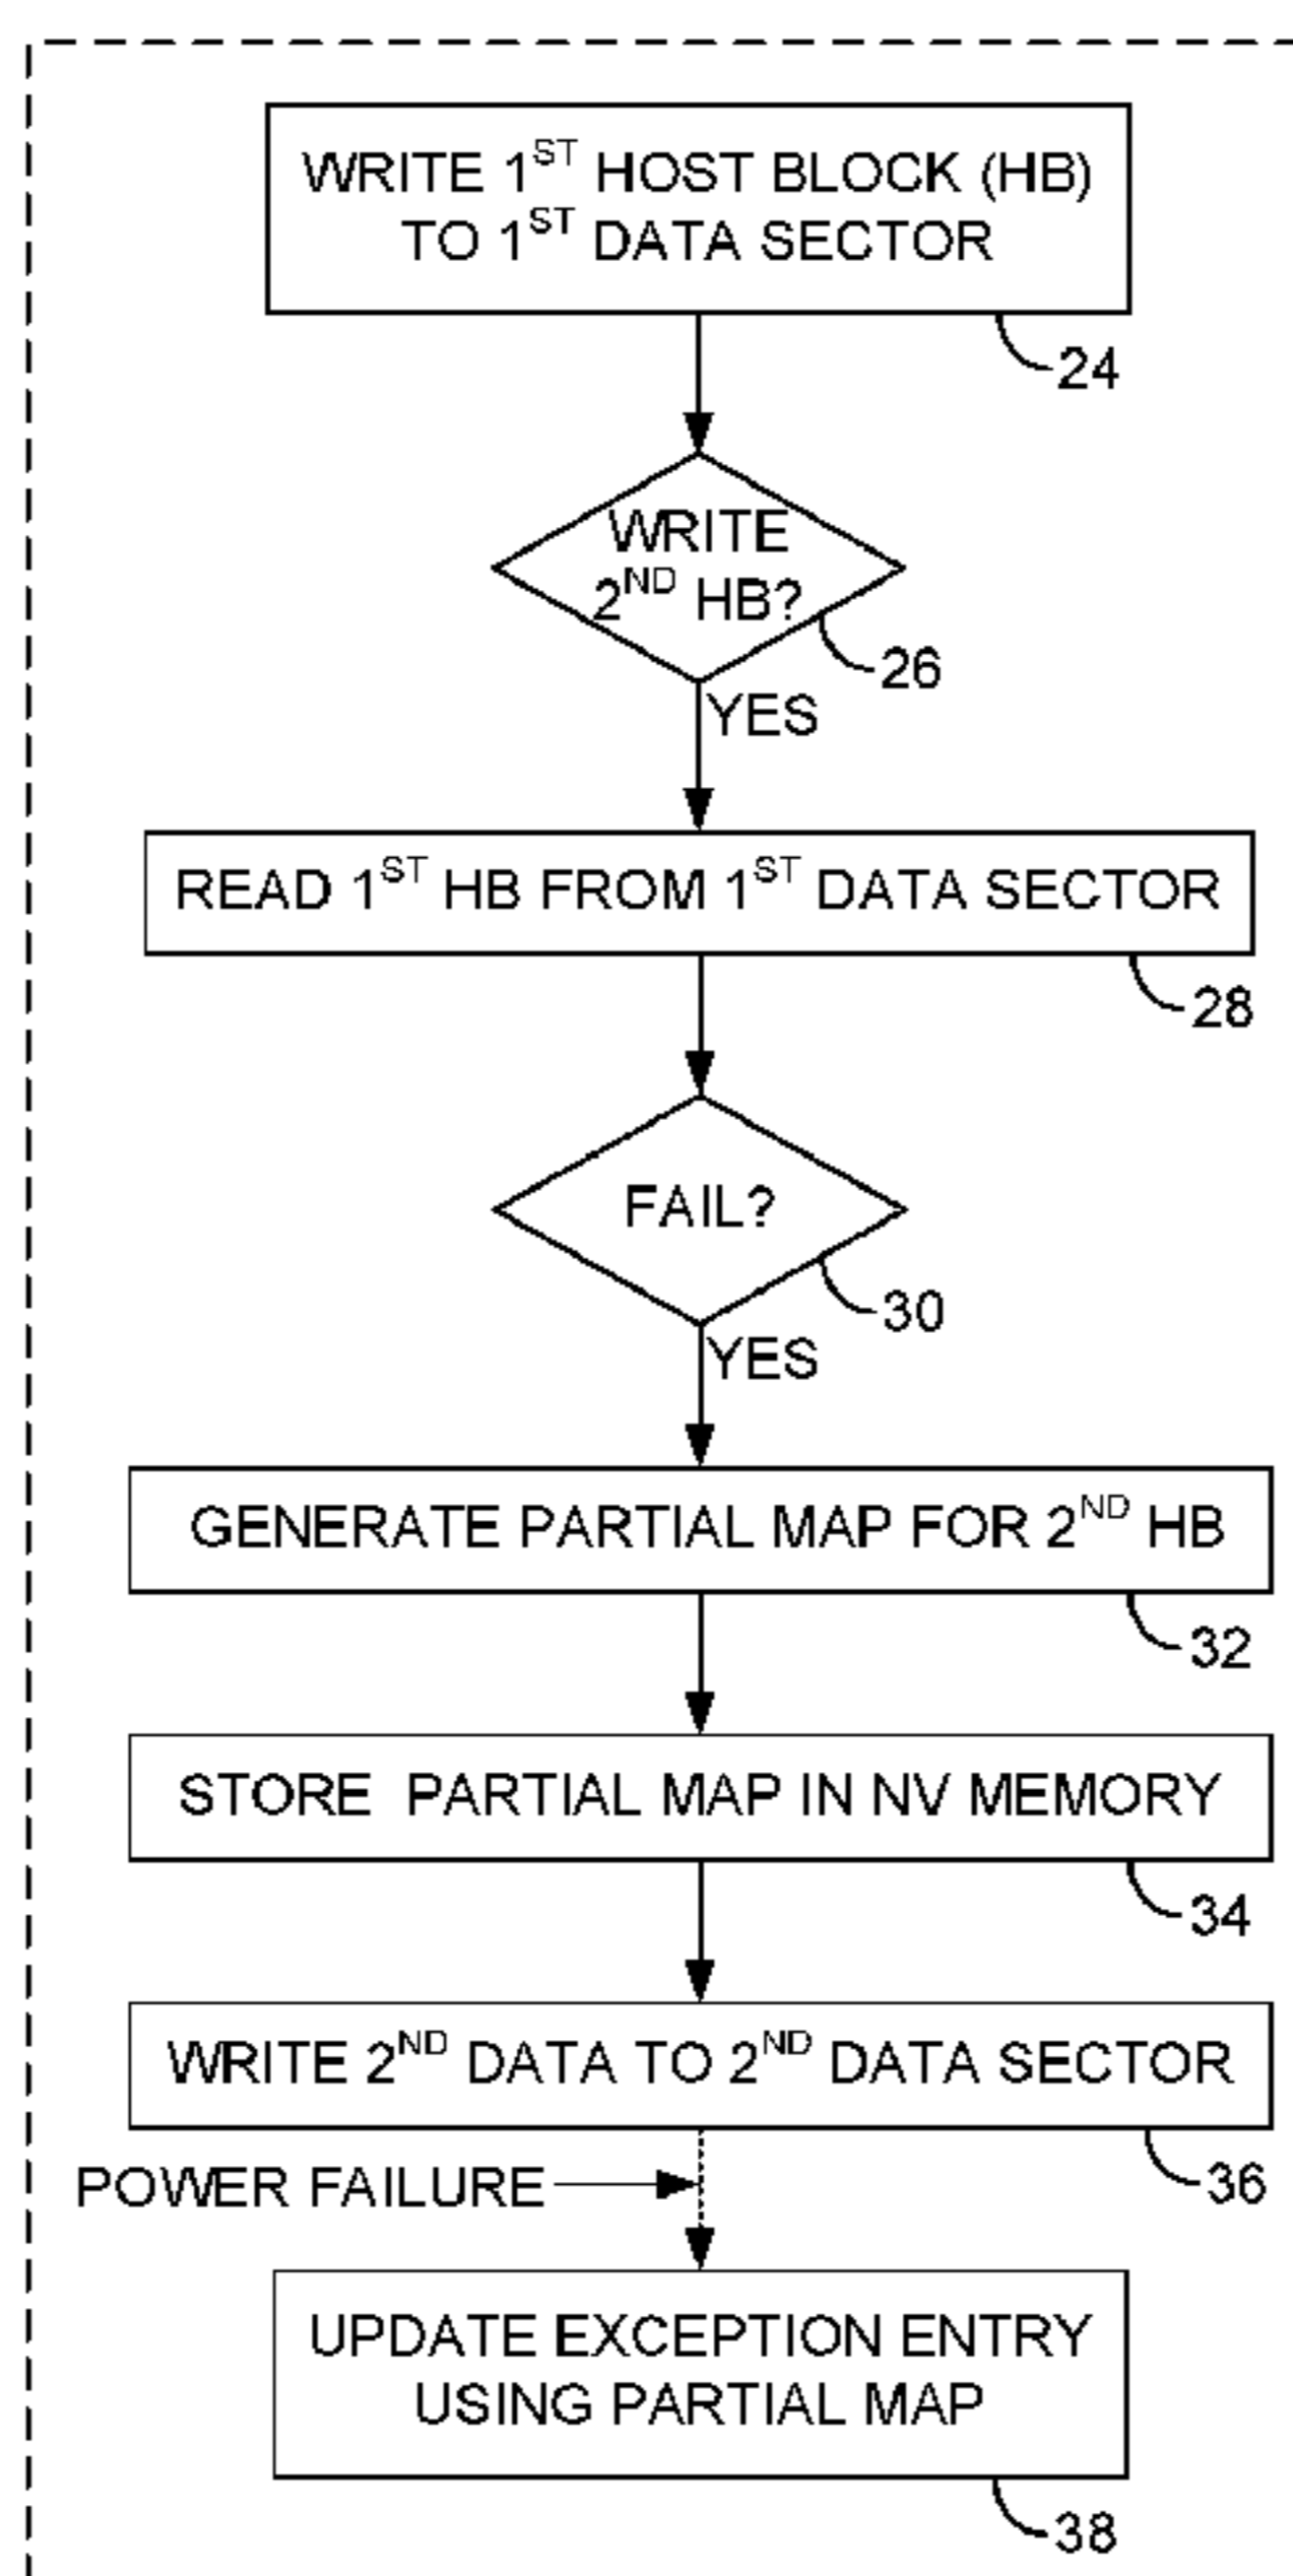 WRITE 1ST HOST BLOCK (HB)
TO 1ST DATA SECTOR
24
WRITE
2ND HB?
26
YES
READ 1ST HB FROM 1ST DATA SECTOR
28
FAIL?
30
YES
GENERATE PARTIAL MAP FOR 2ND HB
32
STORE PARTIAL MAP IN NV MEMORY
34
WRITE 2ND DATA TO 2ND DATA SECTOR
36
POWER FAILURE
UPDATE EXCEPTION ENTRY
USING PARTIAL MAP
38